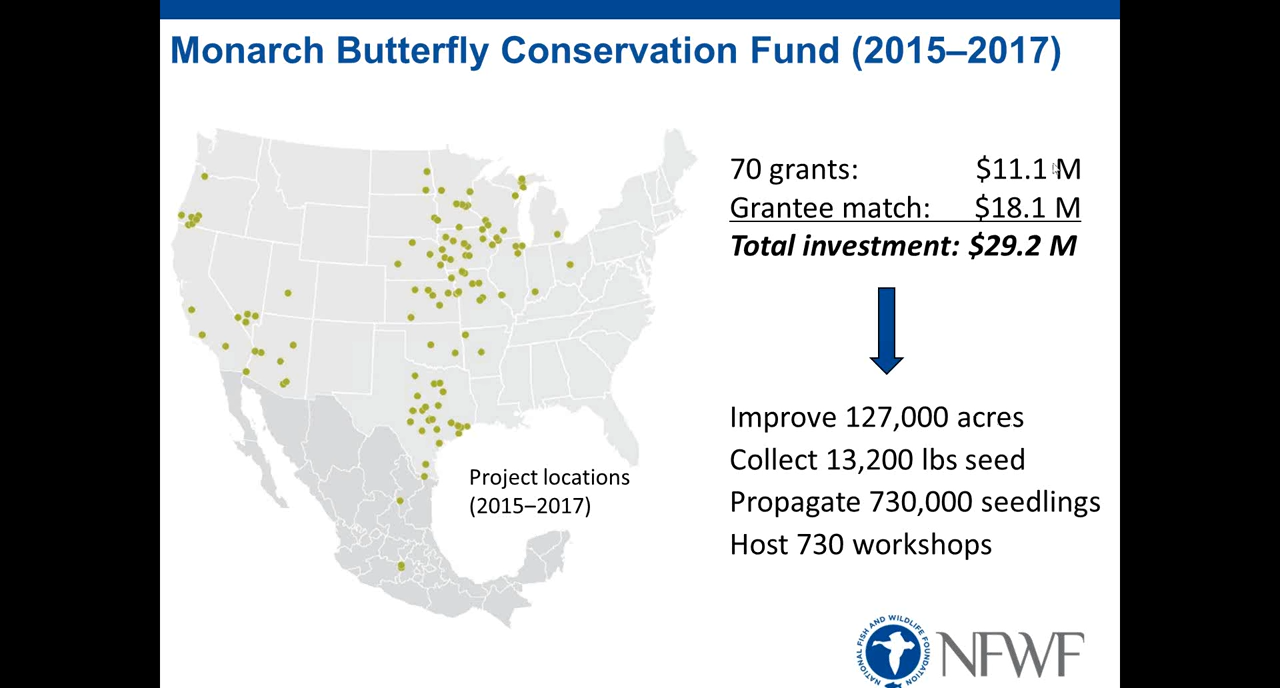 Monarch Butterfly Conservation Fund (2015–2017)
70 grants: $11.1 M
Grantee match: $18.1 M
Total investment: $29.2 M
Improve 127,000 acres
Collect 13,200 lbs seed
Propagate 730,000 seedlings
Host 730 workshops
Project locations
(2015–2017)
NATIONAL FISH AND WILDLIFE FOUNDATION
NFWF